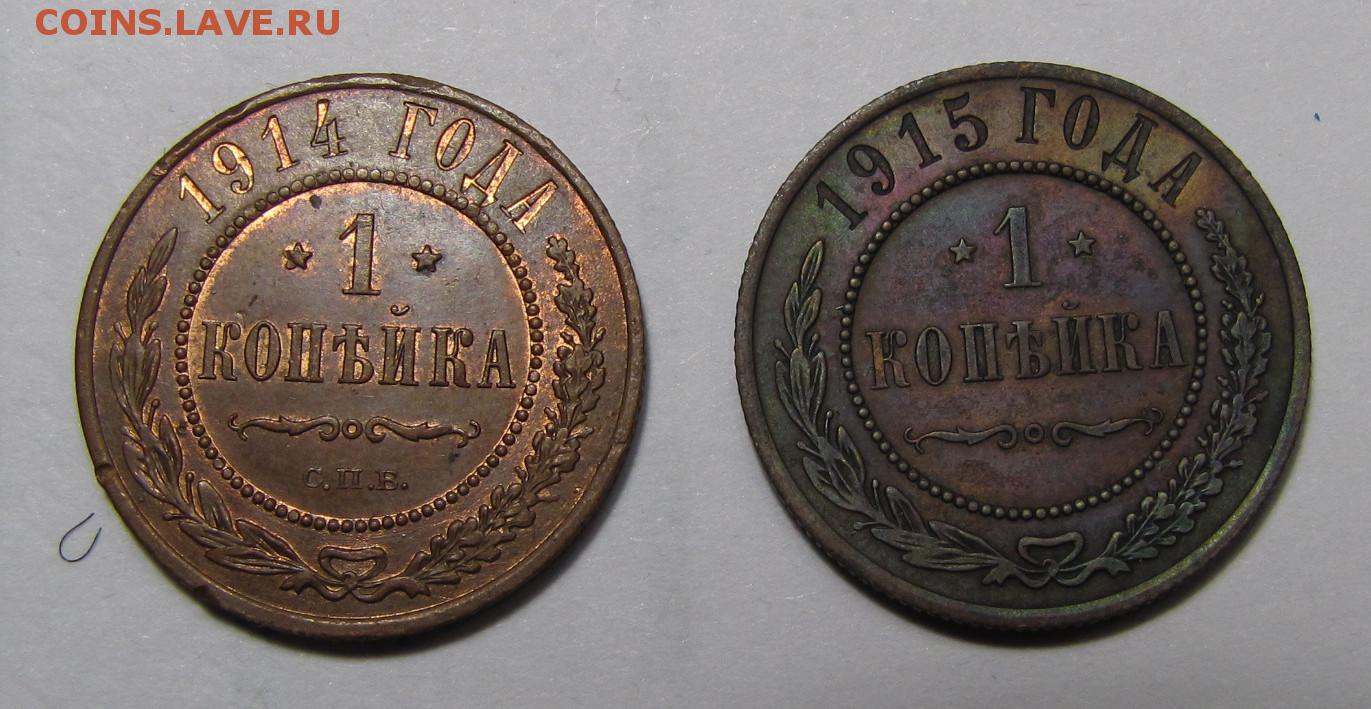 COINS.LAVE.RU
1914 ГОДА
1
КОПѢЙКА
С.П.Б.
1915 ГОДА
1
КОПѢЙКА